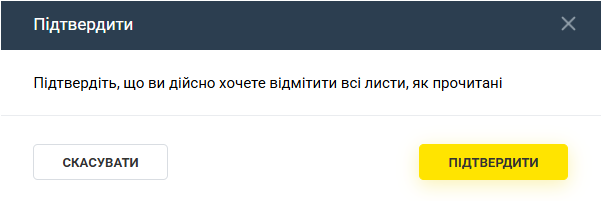 Підтвердити
Підтвердіть, що ви дійсно хочете відмітити всі листи, як прочитані
СКАСУВАТИ
ПІДТВЕРДИТИ